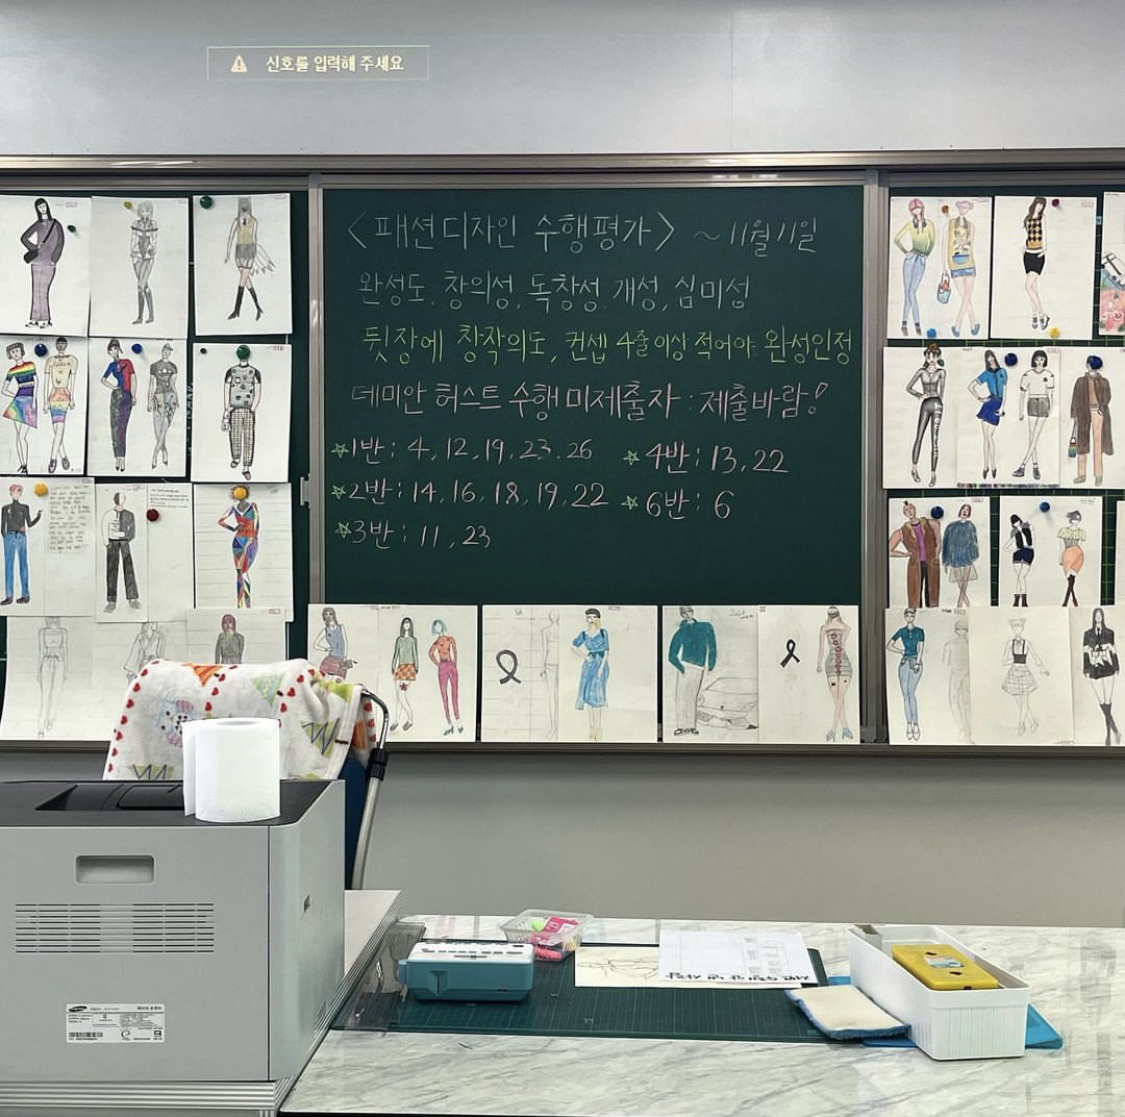 신호를 입력해 주세요
<패션디자인 수행평가> ~11월11일
완성도, 창의성, 독창성, 개성, 심미성
뒷장에 창작의도, 컨셉 4줄이상 적어야 완성인정
데미안 허스트 수행 미제출자 : 제출바람!
☆1반 : 4, 12, 19, 23, 26
☆4반 : 13, 22
☆2반 : 14, 16, 18, 19, 22
☆6반 : 6
☆3반 : 11, 23
SAMSUNG